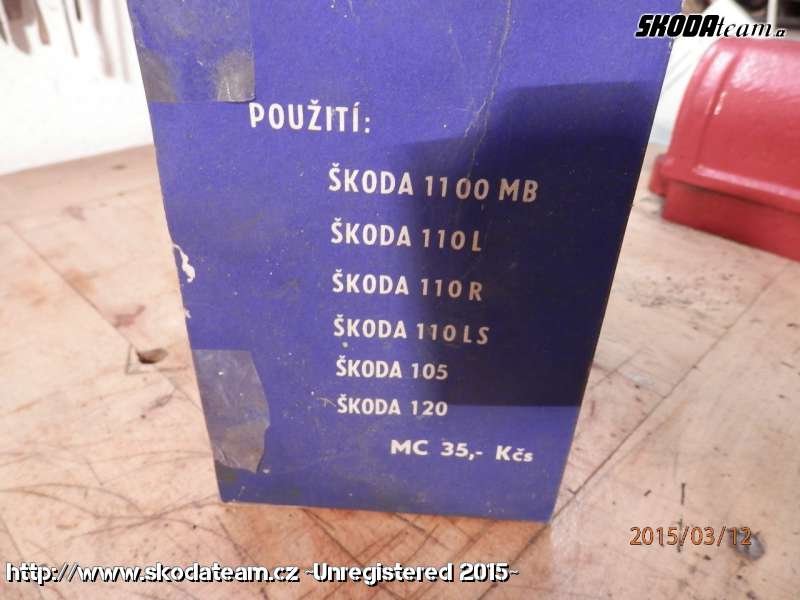 ŠKODAteam.cz
POUŽITÍ:
ŠKODA 1100 MB
ŠKODA 110 L
ŠKODA 110 R
ŠKODA 110 LS
ŠKODA 105
ŠKODA 120
MC 35,- Kčs
2015/03/12
http://www.skodateam.cz ~Unregistered 2015~